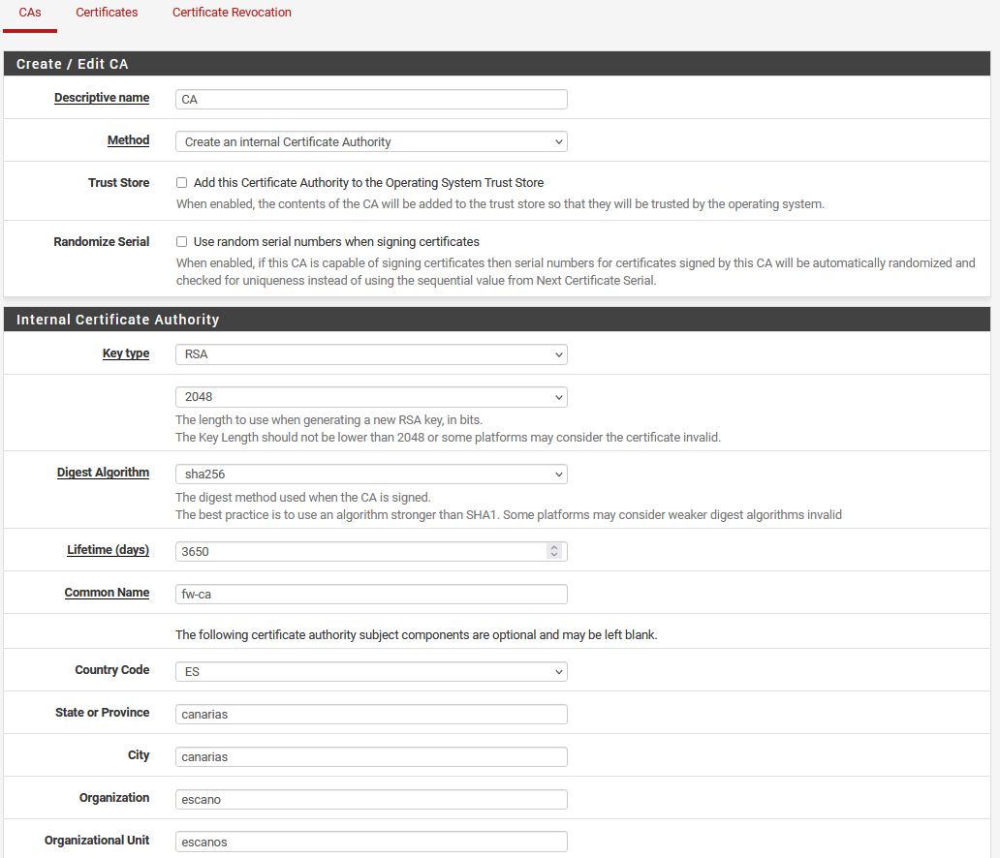 CAs Certificates Certificate Revocation
Create / Edit CA
Descriptive name CA
Method Create an internal Certificate Authority
Trust Store Add this Certificate Authority to the Operating System Trust Store
When enabled, the contents of the CA will be added to the trust store so that they will be trusted by the operating system.
Randomize Serial Use random serial numbers when signing certificates
When enabled, if this CA is capable of signing certificates then serial numbers for certificates signed by this CA will be automatically randomized and
checked for uniqueness instead of using the sequential value from Next Certificate Serial.
Internal Certificate Authority
Key type RSA
2048
The length to use when generating a new RSA key, in bits.
The Key Length should not be lower than 2048 or some platforms may consider the certificate invalid.
Digest Algorithm sha256
The digest method used when the CA is signed.
The best practice is to use an algorithm stronger than SHA1. Some platforms may consider weaker digest algorithms invalid
Lifetime (days) 3650
Common Name fw-ca
The following certificate authority subject components are optional and may be left blank.
Country Code ES
State or Province canarias
City canarias
Organization escano
Organizational Unit escanos